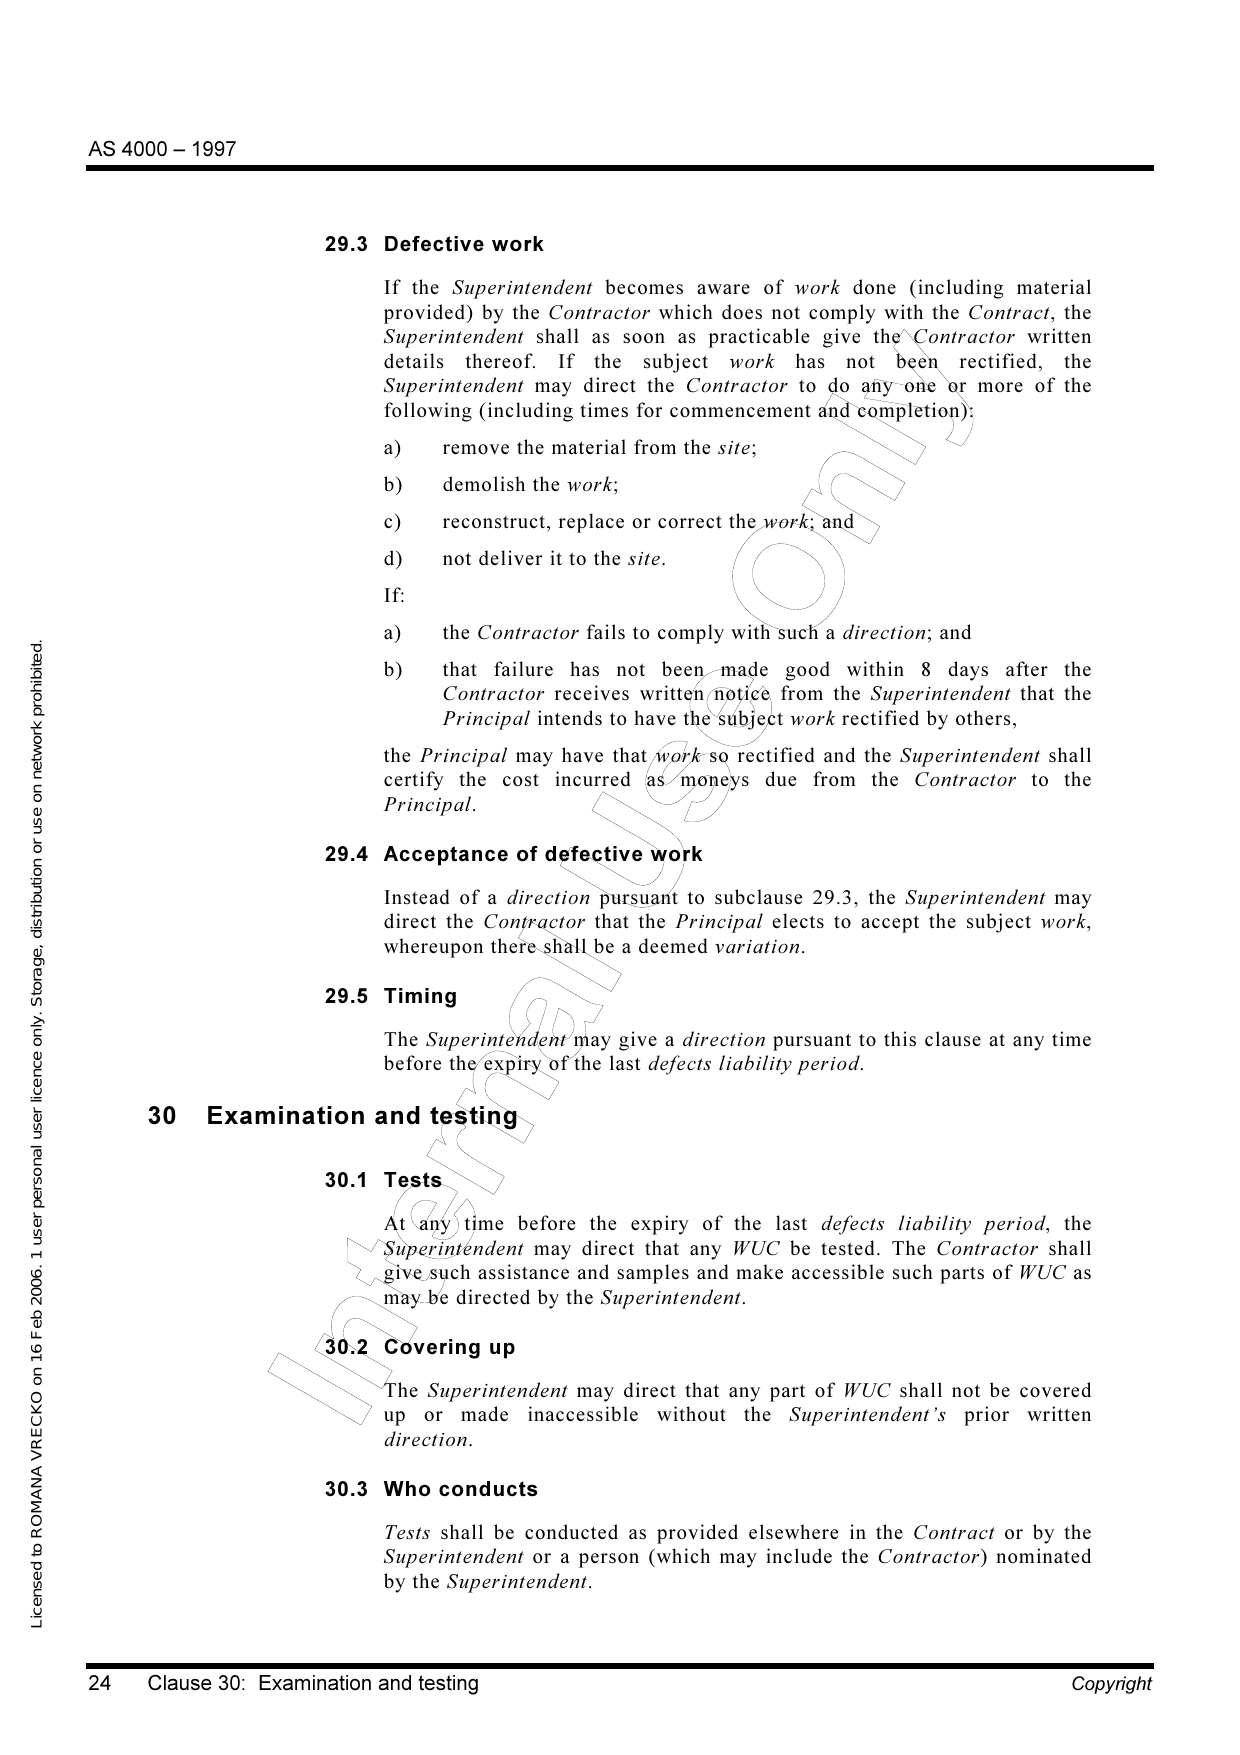 AS 4000 – 1997
29.3 Defective work
If the Superintendent becomes aware of work done (including material
provided) by the Contractor which does not comply with the Contract, the
Superintendent shall as soon as practicable give the Contractor written
details thereof. If the subject work has not been rectified, the
Superintendent may direct the Contractor to do any one or more of the
following (including times for commencement and completion):
a) remove the material from the site;
b) demolish the work;
c) reconstruct, replace or correct the work; and
d) not deliver it to the site.
If:
a) the Contractor fails to comply with such a direction; and
b) that failure has not been made good within 8 days after the
Contractor receives written notice from the Superintendent that the
Principal intends to have the subject work rectified by others,
the Principal may have that work so rectified and the Superintendent shall
certify the cost incurred as moneys due from the Contractor to the
Principal.
29.4 Acceptance of defective work
Instead of a direction pursuant to subclause 29.3, the Superintendent may
direct the Contractor that the Principal elects to accept the subject work,
whereupon there shall be a deemed variation.
29.5 Timing
The Superintendent may give a direction pursuant to this clause at any time
before the expiry of the last defects liability period.
30 Examination and testing
30.1 Tests
At any time before the expiry of the last defects liability period, the
Superintendent may direct that any WUC be tested. The Contractor shall
give such assistance and samples and make accessible such parts of WUC as
may be directed by the Superintendent.
30.2 Covering up
The Superintendent may direct that any part of WUC shall not be covered
up or made inaccessible without the Superintendent’s prior written
direction.
30.3 Who conducts
Tests shall be conducted as provided elsewhere in the Contract or by the
Superintendent or a person (which may include the Contractor) nominated
by the Superintendent.
24 Clause 30: Examination and testing Copyright
Licensed to ROMANA VRECKO on 16 Feb 2006. 1 user personal user licence only. Storage, distribution or use on network prohibited.
Internal Use Only